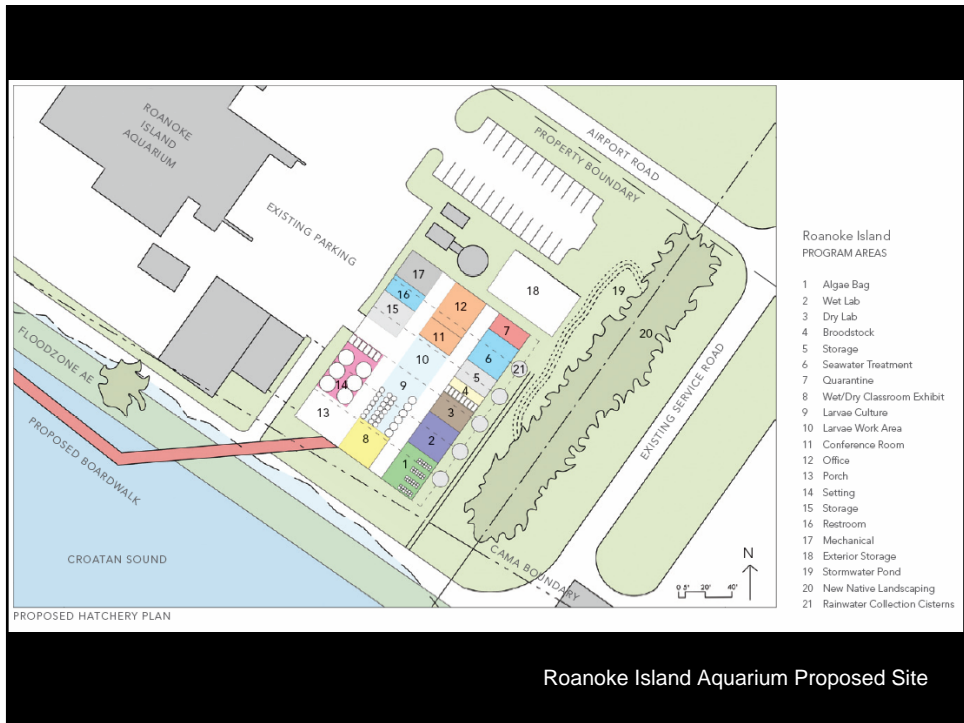 ROANOKE
ISLAND
AQUARIUM
EXISTING PARKING
AIRPORT ROAD
PROPERTY BOUNDARY
17
16
15
12
11
10
9
18
19
20
7
6
5
4
21
3
2
1
14
13
8
FLOODZONE AE
PROPOSED BOARDWALK
CROATAN SOUND
EXISTING SERVICE ROAD
CAMA BOUNDARY
N
0 5' 20' 40'
PROPOSED HATCHERY PLAN
Roanoke Island
PROGRAM AREAS
1 Algae Bag
2 Wet Lab
3 Dry Lab
4 Broodstock
5 Storage
6 Seawater Treatment
7 Quarantine
8 Wet/Dry Classroom Exhibit
9 Larvae Culture
10 Larvae Work Area
11 Conference Room
12 Office
13 Porch
14 Setting
15 Storage
16 Restroom
17 Mechanical
18 Exterior Storage
19 Stormwater Pond
20 New Native Landscaping
21 Rainwater Collection Cisterns
Roanoke Island Aquarium Proposed Site